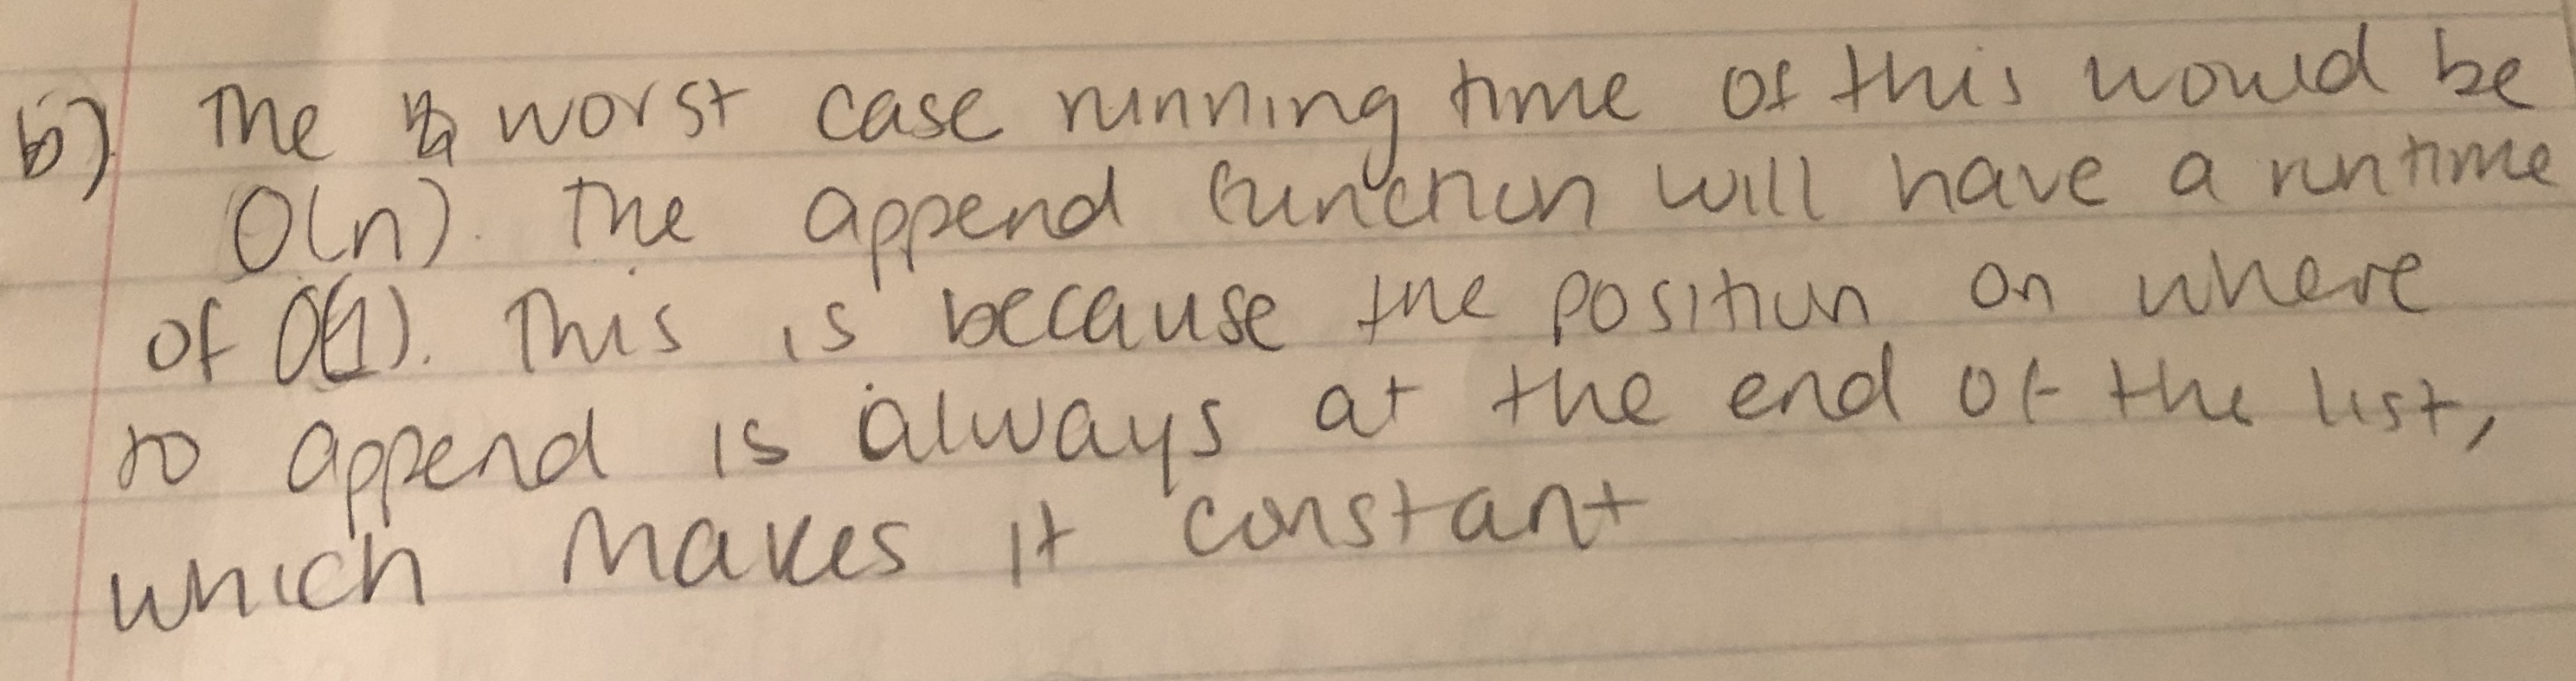 b) The worst case running time of this would be
O(n). The append function will have a runtime
of O(1). This is because the position on where
to append is always at the end of the list,
which makes it constant